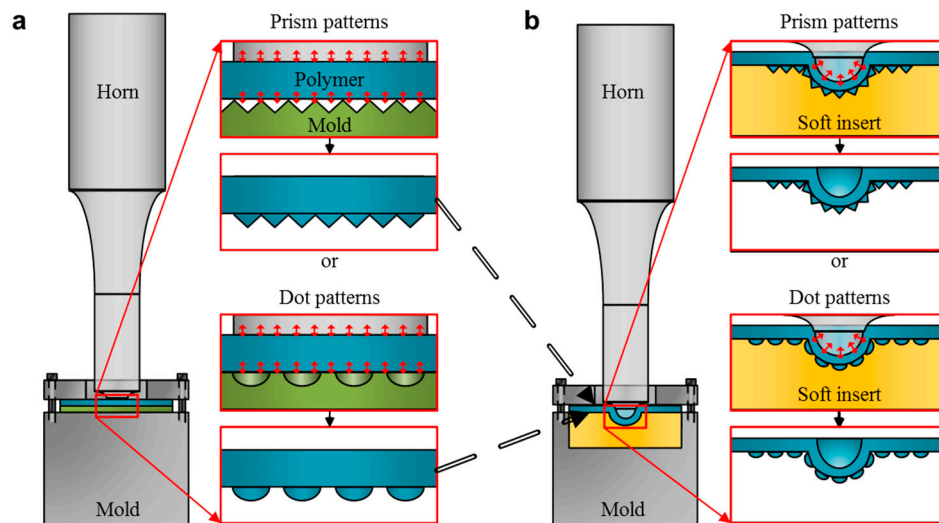 a
Horn
Mold
Prism patterns
Polymer
Mold
or
Dot patterns
b
Horn
Mold
Prism patterns
Soft insert
or
Dot patterns
Soft insert